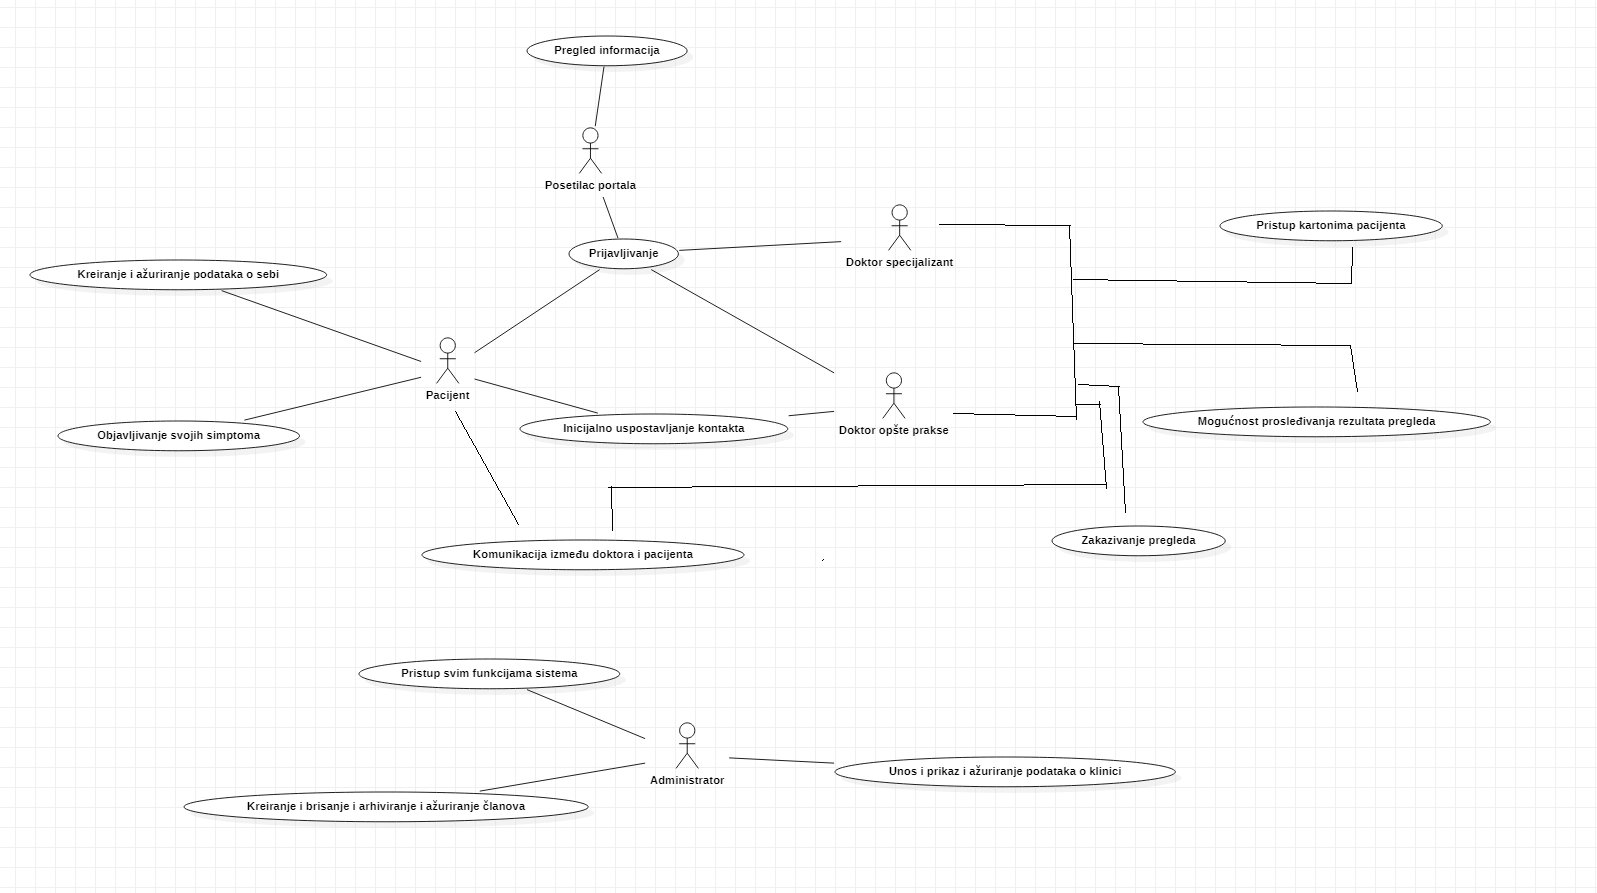 Pregled informacija
Posetilac portala
Prijavljivanje
Doktor specijalizant
Pristup kartonima pacijenta
Kreiranje i ažuriranje podataka o sebi
Pacijent
Objavljivanje svojih simptoma
Inicijalno uspostavljanje kontakta
Doktor opšte prakse
Mogućnost prosleđivanja rezultata pregleda
Komunikacija između doktora i pacijenta
Zakazivanje pregleda
Pristup svim funkcijama sistema
Administrator
Unos i prikaz i ažuriranje podataka o klinici
Kreiranje i brisanje i arhiviranje i ažuriranje članova